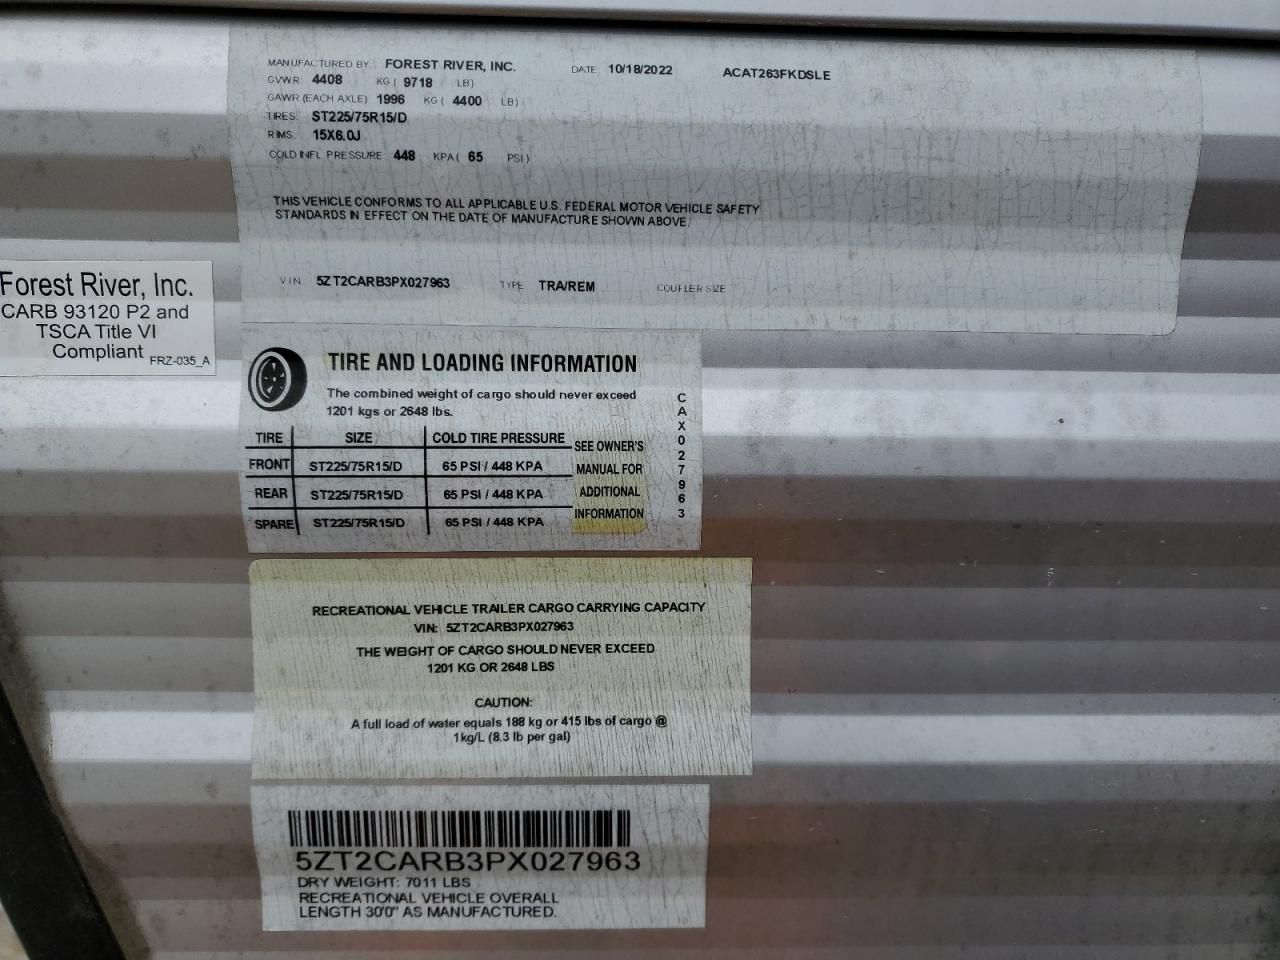 MANUFACTURED BY: FOREST RIVER, INC. DATE: 10/18/2022 ACAT263FKDSLE
GVWR: 4408 KG ( 9718 LB)
GAWR (EACH AXLE) 1996 KG ( 4400 LB)
TIRES: ST225/75R15/D
RIMS: 15X6.0J
COLD INFL PRESSURE: 448 KPA( 65 PSI)
THIS VEHICLE CONFORMS TO ALL APPLICABLE U.S. FEDERAL MOTOR VEHICLE SAFETY
STANDARDS IN EFFECT ON THE DATE OF MANUFACTURE SHOWN ABOVE.
VIN: 5ZT2CARB3PX027963 TYPE: TRA/REM COUPLER SIZE
Forest River, Inc.
CARB 93120 P2 and
TSCA Title VI
Compliant FRZ-035_A
TIRE AND LOADING INFORMATION
The combined weight of cargo should never exceed
1201 kgs or 2648 lbs.
TIRE SIZE COLD TIRE PRESSURE
FRONT ST225/75R15/D 65 PSI / 448 KPA
REAR ST225/75R15/D 65 PSI / 448 KPA
SPARE ST225/75R15/D 65 PSI / 448 KPA
SEE OWNER'S
MANUAL FOR
ADDITIONAL
INFORMATION
CAX027963
RECREATIONAL VEHICLE TRAILER CARGO CARRYING CAPACITY
VIN: 5ZT2CARB3PX027963
THE WEIGHT OF CARGO SHOULD NEVER EXCEED
1201 KG OR 2648 LBS
CAUTION:
A full load of water equals 188 kg or 415 lbs of cargo @
1kg/L (8.3 lb per gal)
5ZT2CARB3PX027963
DRY WEIGHT: 7011 LBS
RECREATIONAL VEHICLE OVERALL
LENGTH 30'0" AS MANUFACTURED.